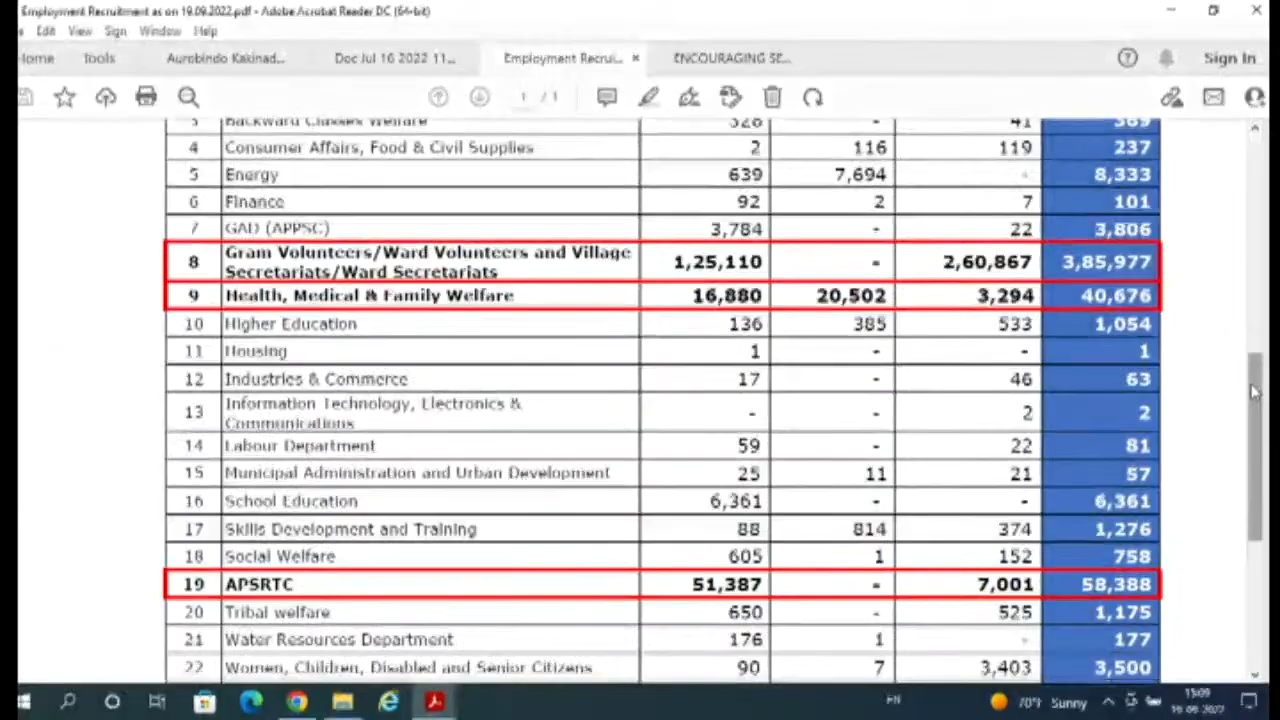 Employment Recruitment as on 19.09.2022.pdf - Adobe Acrobat Reader DC (64-bit)
Edit View Sign Window Help
Home Tools Aurobindo Kakinad... Doc Jul 16 2022 11... Employment Recrui... × ENCOURAGING SE... Sign In
1 / 1
3 Backward Classes Welfare 328 - 41 369
4 Consumer Affairs, Food & Civil Supplies 2 116 119 237
5 Energy 639 7,694 - 8,333
6 Finance 92 2 7 101
7 GAD (APPSC) 3,784 - 22 3,806
8 Gram Volunteers/Ward Volunteers and Village 1,25,110 - 2,60,867 3,85,977
Secretariats/Ward Secretariats
9 Health, Medical & Family Welfare 16,880 20,502 3,294 40,676
10 Higher Education 136 385 533 1,054
11 Housing 1 - - 1
12 Industries & Commerce 17 - 46 63
13 Information Technology, Electronics & - - 2 2
Communications
14 Labour Department 59 - 22 81
15 Municipal Administration and Urban Development 25 11 21 57
16 School Education 6,361 - - 6,361
17 Skills Development and Training 88 814 374 1,276
18 Social Welfare 605 1 152 758
19 APSRTC 51,387 - 7,001 58,388
20 Tribal welfare 650 - 525 1,175
21 Water Resources Department 176 1 - 177
22 Women, Children, Disabled and Senior Citizens 90 7 3,403 3,500
70°F Sunny 15:09